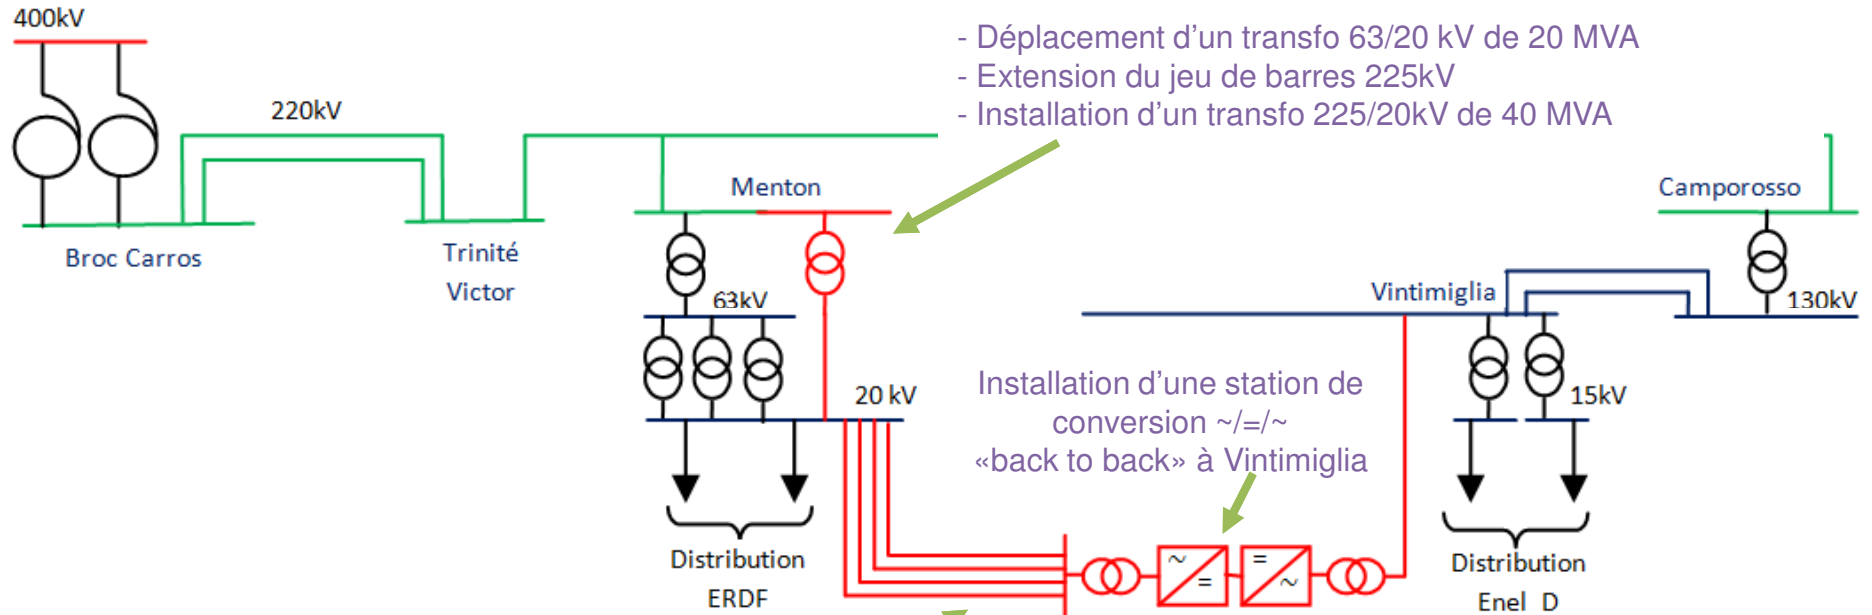 400kV
- Déplacement d'un transfo 63/20 kV de 20 MVA
- Extension du jeu de barres 225kV
- Installation d'un transfo 225/20kV de 40 MVA
220kV
Menton
Camporosso
Broc Carros
Trinité
Victor
63kV
Vintimiglia
130kV
20 kV
Installation d'une station de
conversion ~/=/~
«back to back» à Vintimiglia
15kV
Distribution
ERDF
~
=
=
~
Distribution
Enel D